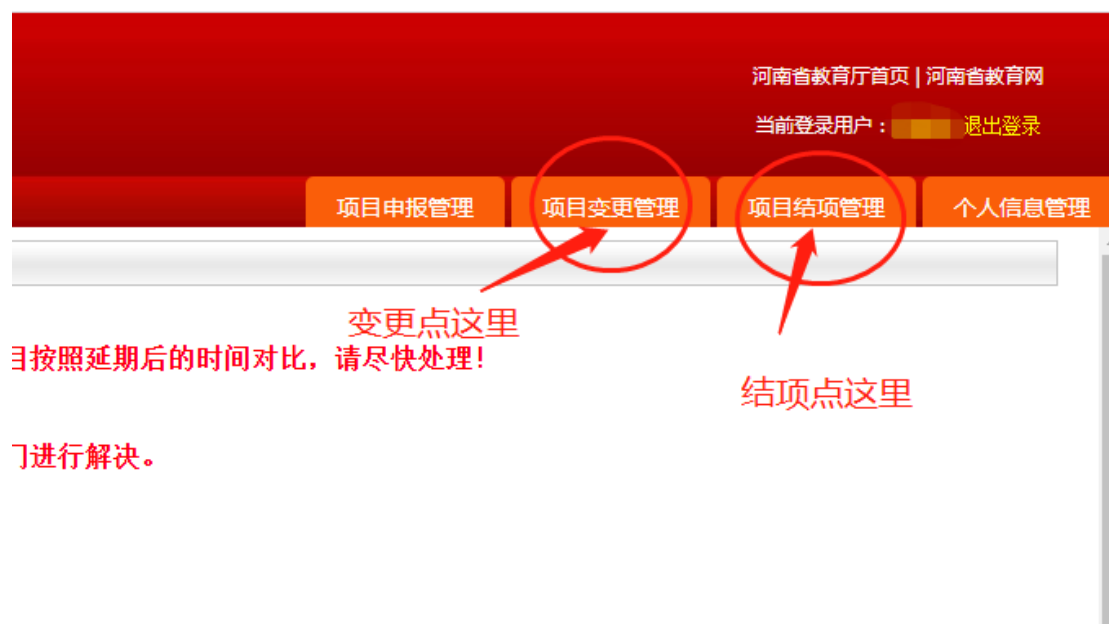 河南省教育厅首页 | 河南省教育网
当前登录用户： 退出登录
项目申报管理 项目变更管理 项目结项管理 个人信息管理
变更点这里
目按照延期后的时间对比，请尽快处理！
结项点这里
门进行解决。